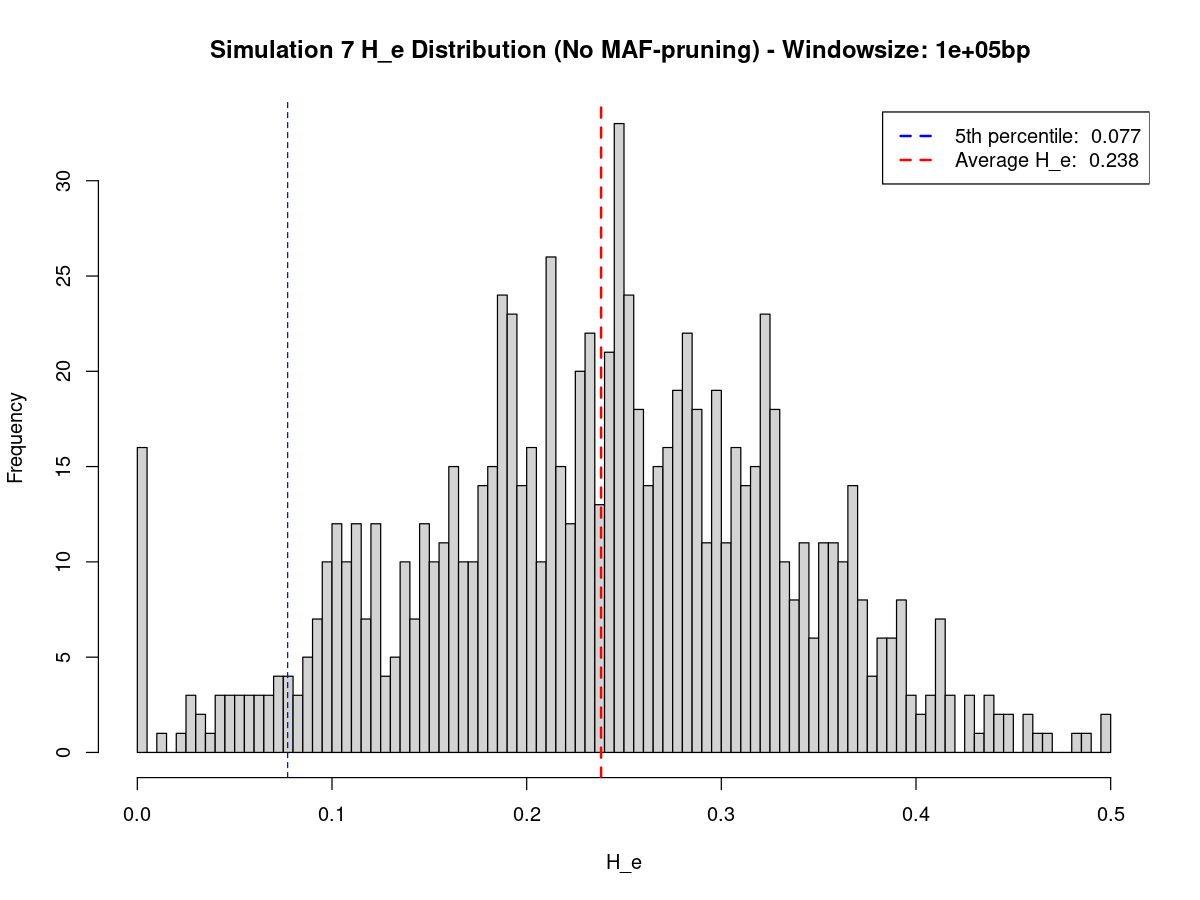 Simulation 7 H_e Distribution (No MAF-pruning) - Windowsize: 1e+05bp
5th percentile: 0.077
Average H_e: 0.238
Frequency
30
25
20
15
10
5
0
0.0 0.1 0.2 0.3 0.4 0.5
H_e